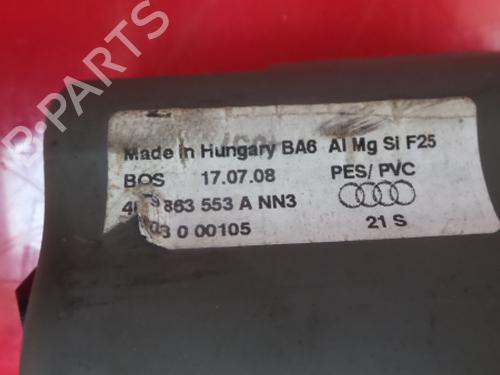 B-PARTS
Made in Hungary BA6 Al Mg Si F25
BOS 17.07.08 PES/ PVC
863 553 A NN3
0 00105 21 S